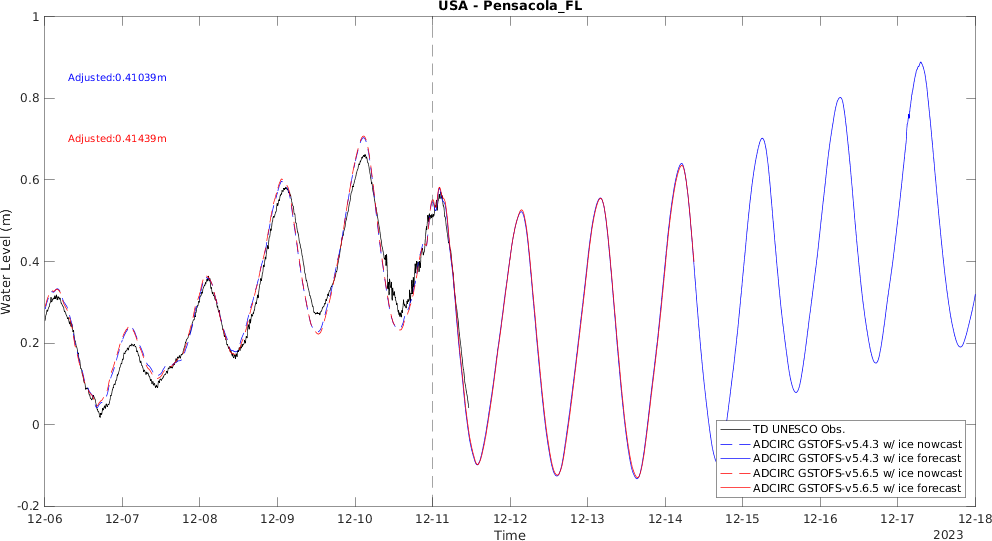 USA - Pensacola_FL
1
0.8
0.6
0.4
0.2
0
-0.2
Water Level (m)
Adjusted:0.41039m
Adjusted:0.41439m
TD UNESCO Obs.
ADCIRC GSTOFS-v5.4.3 w/ ice nowcast
ADCIRC GSTOFS-v5.4.3 w/ ice forecast
ADCIRC GSTOFS-v5.6.5 w/ ice nowcast
ADCIRC GSTOFS-v5.6.5 w/ ice forecast
12-06 12-07 12-08 12-09 12-10 12-11 12-12 12-13 12-14 12-15 12-16 12-17 12-18
Time
2023